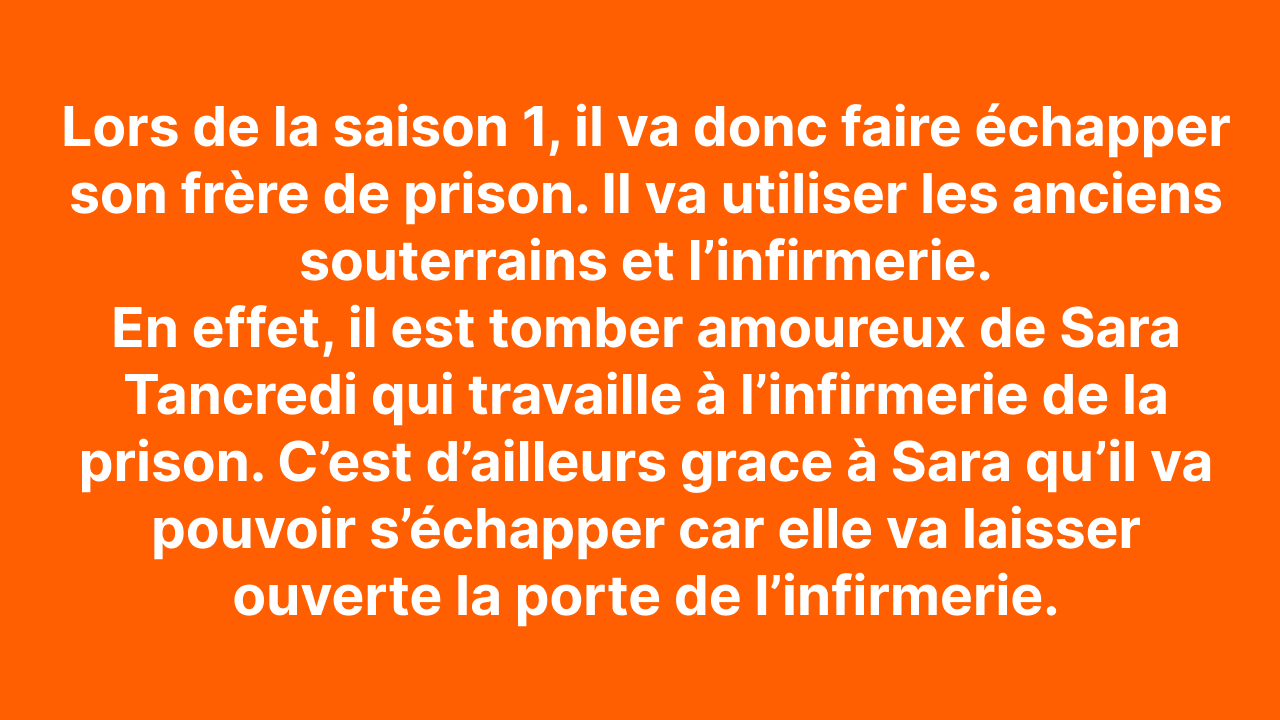 Lors de la saison 1, il va donc faire échapper
son frère de prison. Il va utiliser les anciens
souterrains et l’infirmerie.
En effet, il est tomber amoureux de Sara
Tancredi qui travaille à l’infirmerie de la
prison. C’est d’ailleurs grace à Sara qu’il va
pouvoir s’échapper car elle va laisser
ouverte la porte de l’infirmerie.